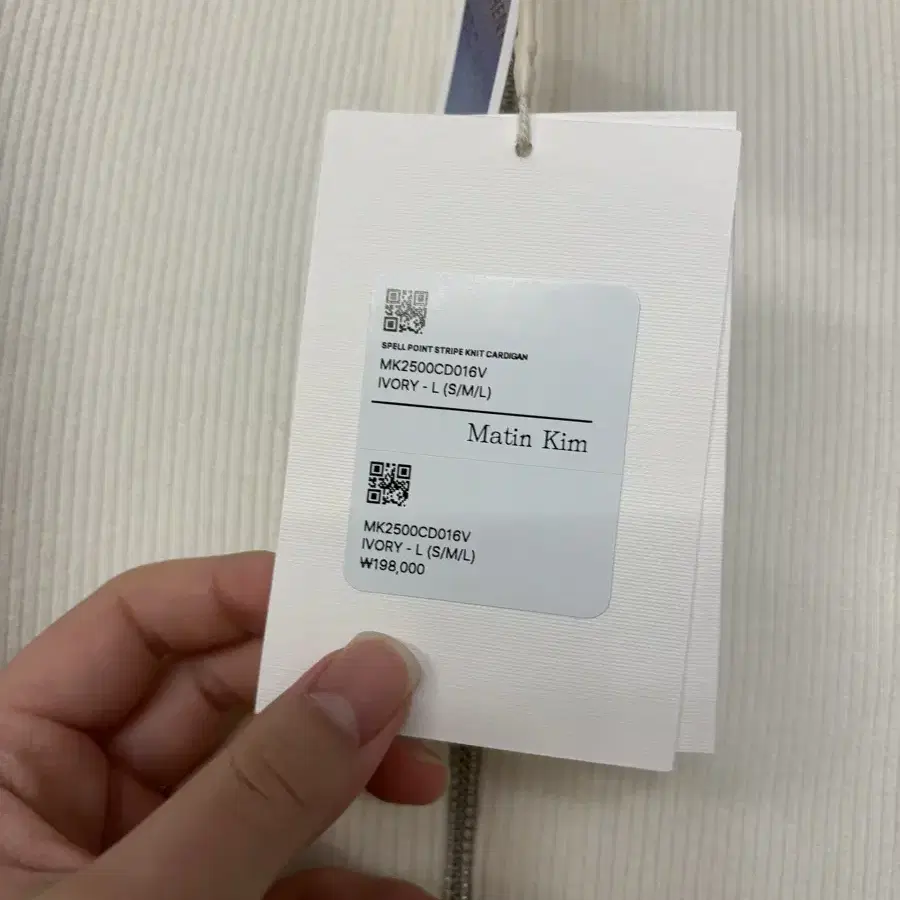 SPELL POINT STRIPE KNIT CARDIGAN
MK2500CD016V
IVORY - L (S/M/L)
Matin Kim
MK2500CD016V
IVORY - L (S/M/L)
₩198,000